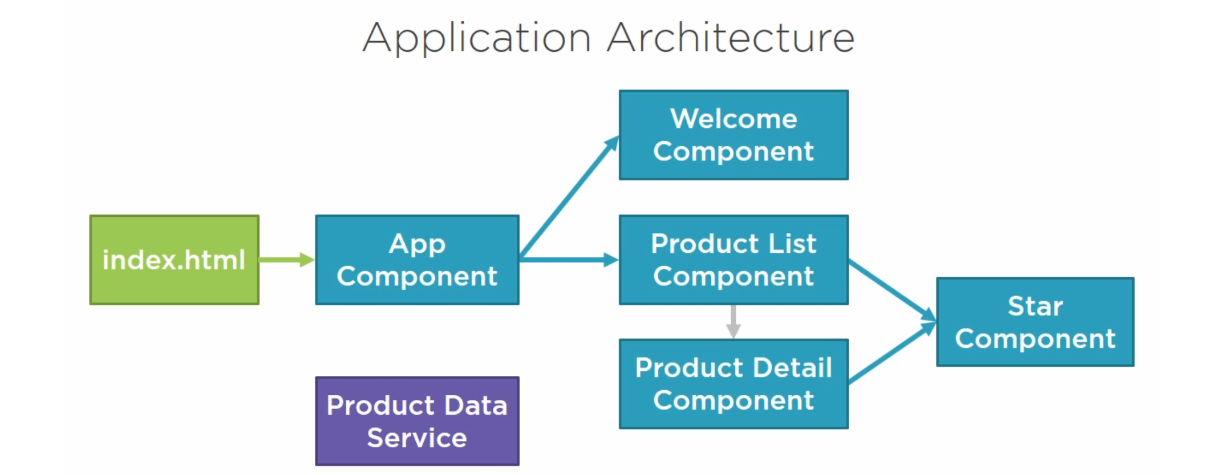 Application Architecture
Welcome
Component
index.html
App
Component
Product List
Component
Star
Component
Product Detail
Component
Product Data
Service